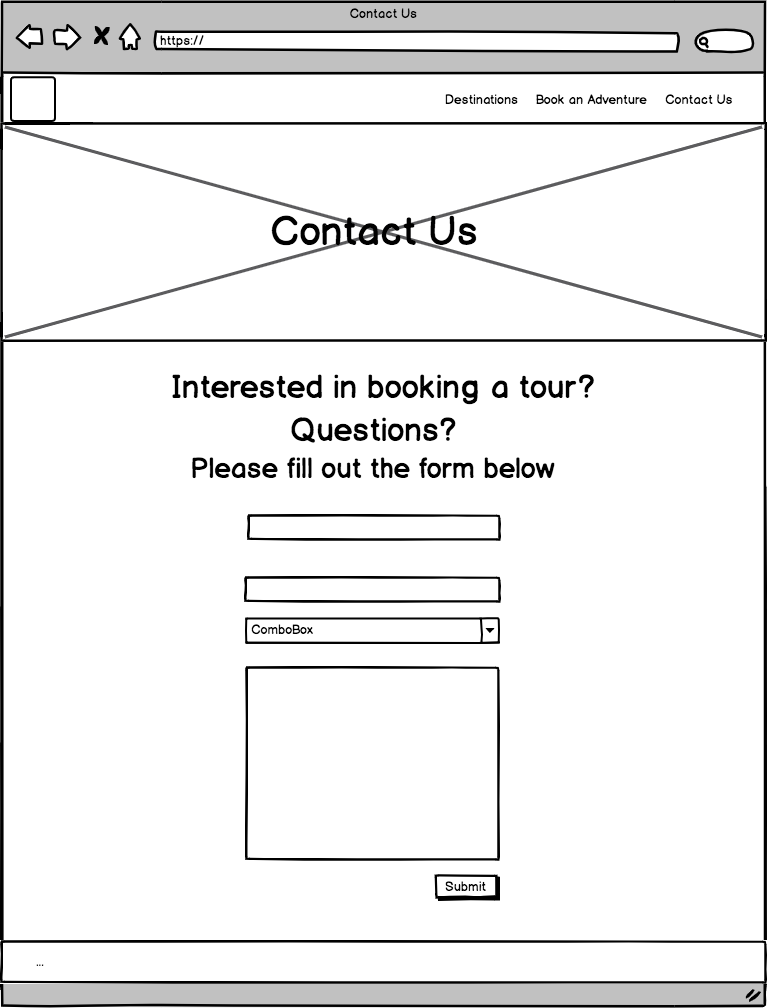 Contact Us
https://
Destinations Book an Adventure Contact Us
Contact Us
Interested in booking a tour?
Questions?
Please fill out the form below
ComboBox
Submit
...